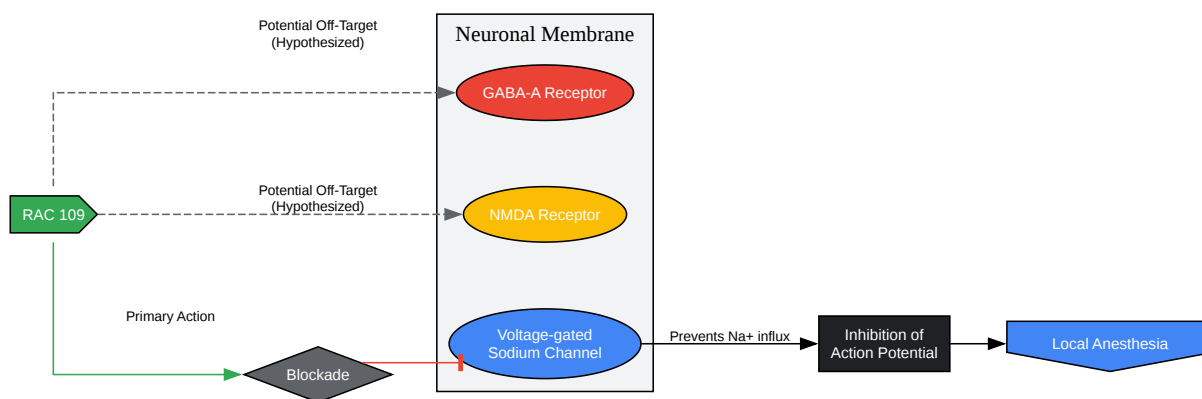 Potential Off-Target
(Hypothesized)
Neuronal Membrane
GABA-A Receptor
Potential Off-Target
(Hypothesized)
RAC 109
NMDA Receptor
Primary Action
Voltage-gated
Sodium Channel
Prevents Na+ influx
Inhibition of
Action Potential
Local Anesthesia
Blockade